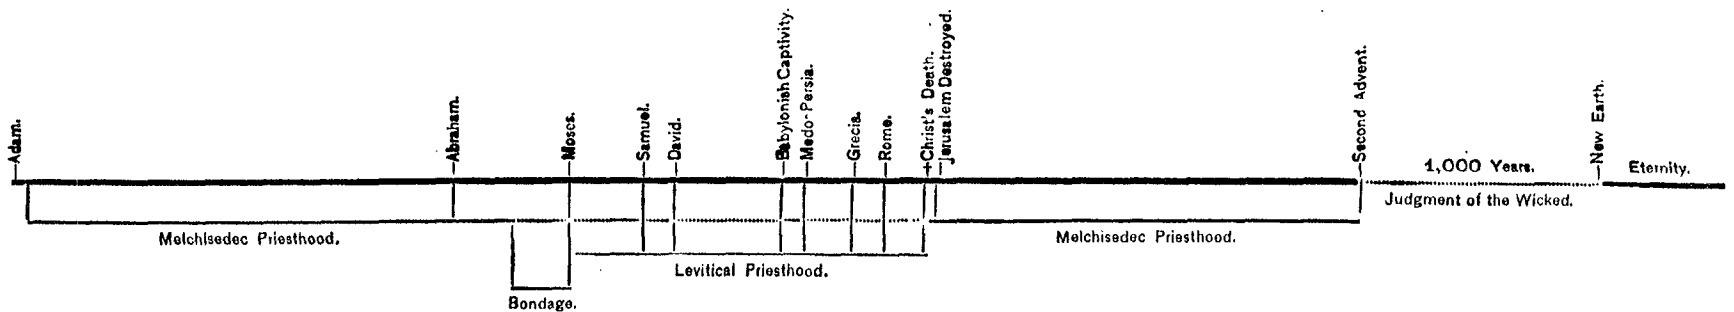 Adam.
Abraham.
Moses.
Samuel.
David.
Babylonish Captivity.
Medo-Persia.
Grecia.
Rome.
Christ's Death.
Jerusalem Destroyed.
Second Advent.
1,000 Years.
New Earth.
Eternity.
Judgment of the Wicked.
Melchisedec Priesthood.
Melchisedec Priesthood.
Levitical Priesthood.
Bondage.